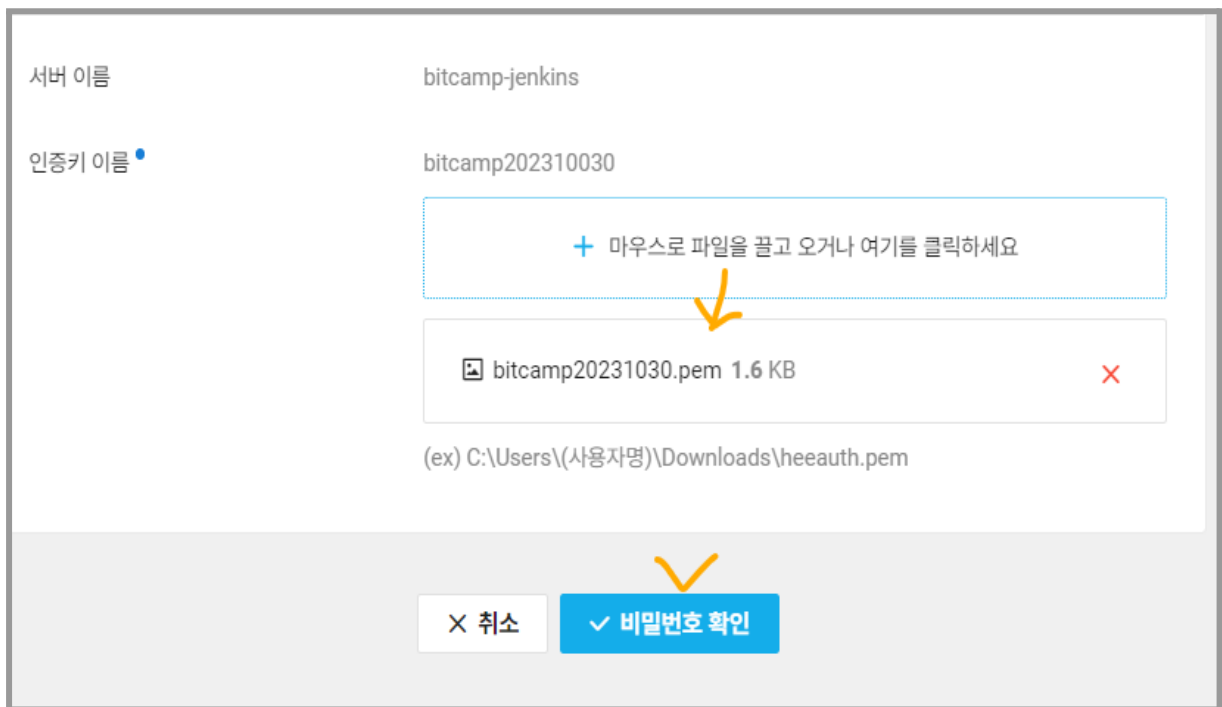 서버 이름 bitcamp-jenkins
인증키 이름 bitcamp202310030
마우스로 파일을 끌고 오거나 여기를 클릭하세요
bitcamp20231030.pem 1.6 KB
(ex) C:\Users\(사용자명)\Downloads\heeauth.pem
취소 비밀번호 확인